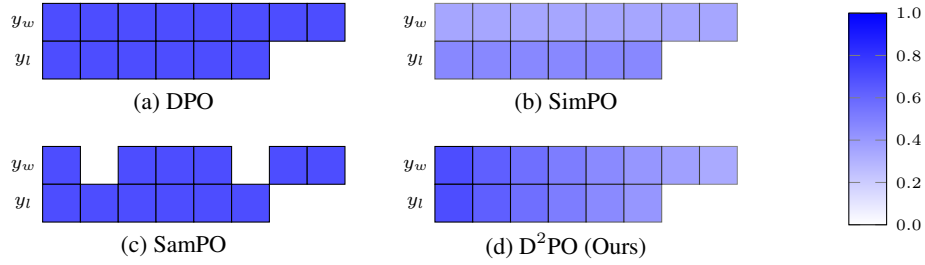 y_w
y_l
(a) DPO
y_w
y_l
(b) SimPO
y_w
y_l
(c) SamPO
y_w
y_l
(d) D²PO (Ours)
1.0
0.8
0.6
0.4
0.2
0.0